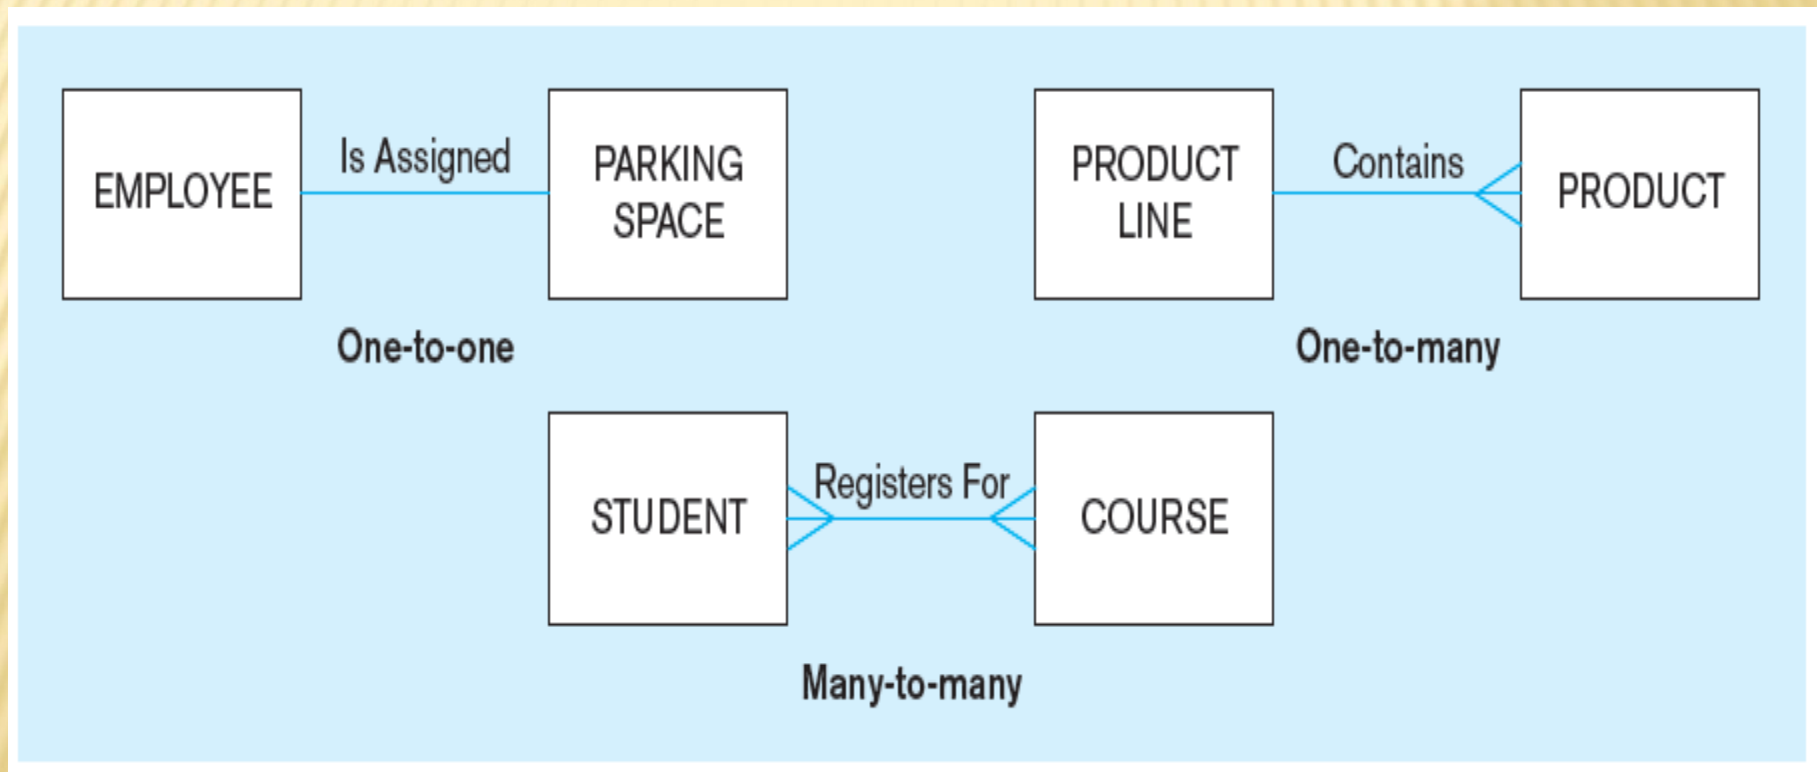 EMPLOYEE
Is Assigned
PARKING
SPACE
One-to-one
PRODUCT
LINE
Contains
PRODUCT
One-to-many
STUDENT
Registers For
COURSE
Many-to-many